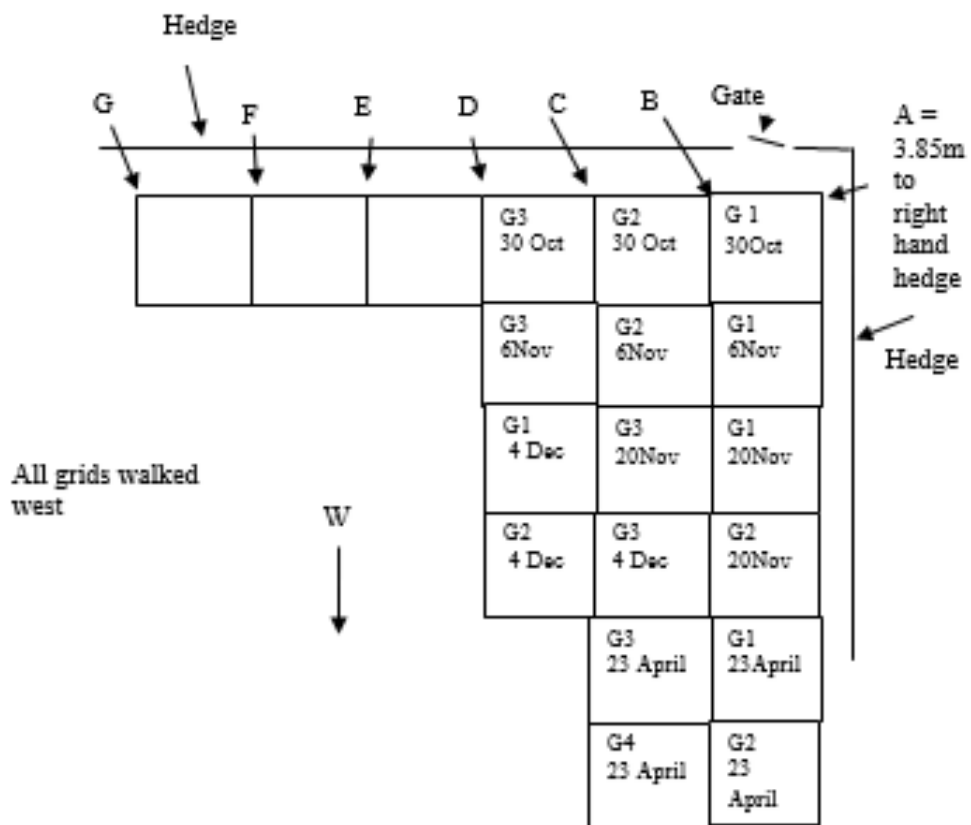 Hedge
G
F
E
D
C
B
Gate
A =
3.85m
to
right
hand
hedge
G3
30 Oct
G2
30 Oct
G 1
30Oct
G3
6Nov
G2
6Nov
G1
6Nov
Hedge
G1
4 Dec
G3
20Nov
G1
20Nov
All grids walked
west
W
G2
4 Dec
G3
4 Dec
G2
20Nov
G3
23 April
G1
23April
G4
23 April
G2
23
April